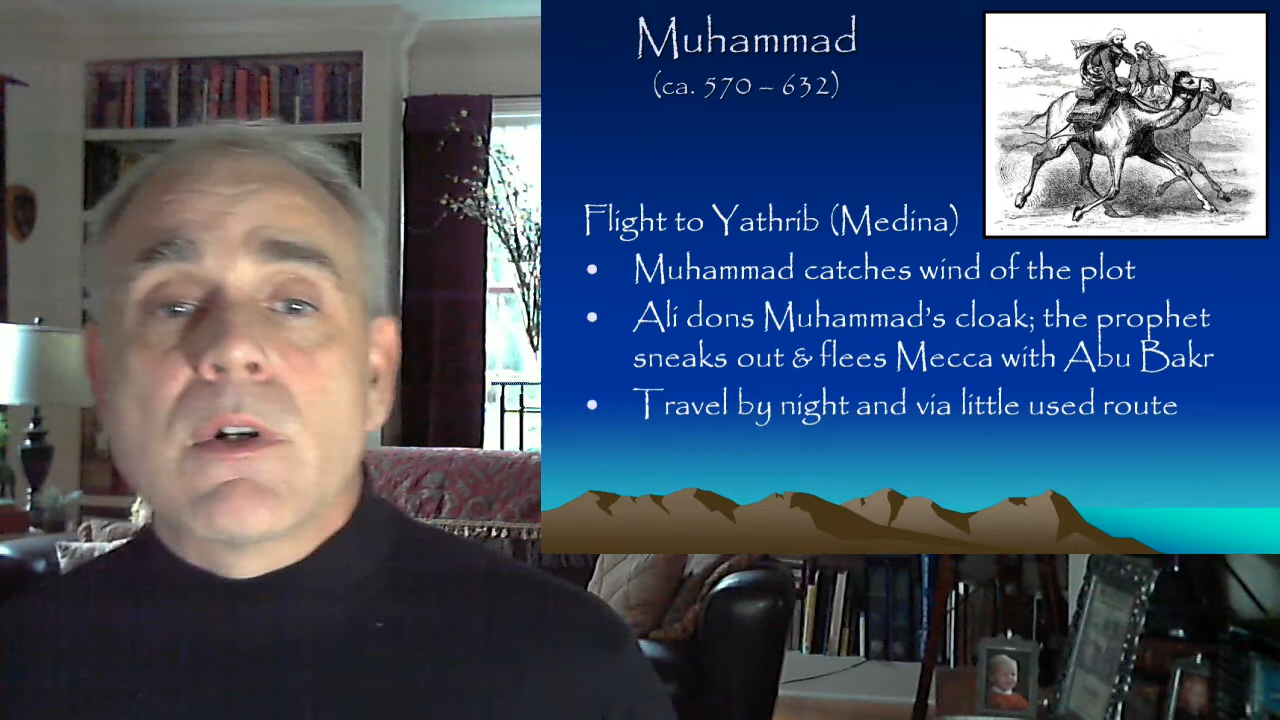 Muhammad
(ca. 570 – 632)
Flight to Yathrib (Medina)
• Muhammad catches wind of the plot
• Ali dons Muhammad's cloak; the prophet
sneaks out & flees Mecca with Abu Bakr
• Travel by night and via little used route